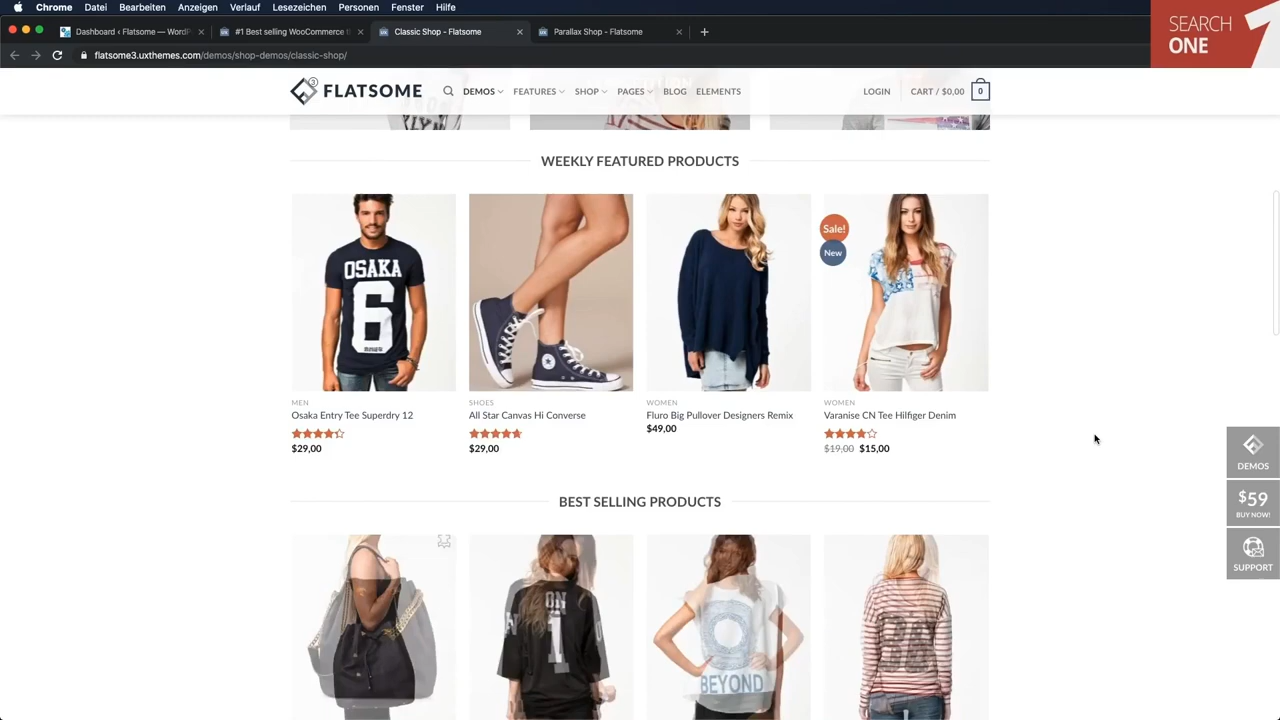 Chrome Datei Bearbeiten Anzeigen Verlauf Lesezeichen Personen Fenster Hilfe
SEARCH
ONE
Dashboard ‹ Flatsome — WordP
#1 Best selling WooCommerce
Classic Shop - Flatsome
Parallax Shop - Flatsome
flatsome3.uxthemes.com/demos/shop-demos/classic-shop/
3 FLATSOME DEMOS FEATURES SHOP PAGES BLOG ELEMENTS LOGIN CART / $0,00 0
WEEKLY FEATURED PRODUCTS
OSAKA
6
Sale!
New
MEN
Osaka Entry Tee Superdry 12
$29,00
SHOES
All Star Canvas Hi Converse
$29,00
WOMEN
Fluro Big Pullover Designers Remix
$49,00
WOMEN
Varanise CN Tee Hilfiger Denim
$19,00 $15,00
DEMOS
$59
BUY NOW!
SUPPORT
BEST SELLING PRODUCTS
ON
1
BEYOND